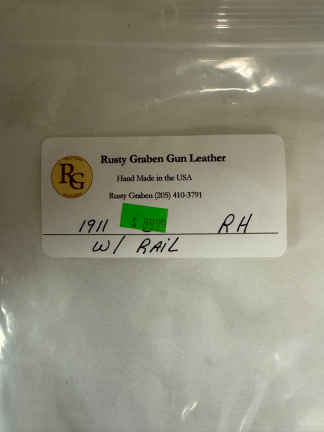 RG
Rusty Graben Gun Leather
Hand Made in the USA
Rusty Graben (205) 410-3791
1911 RH
W/ RAIL